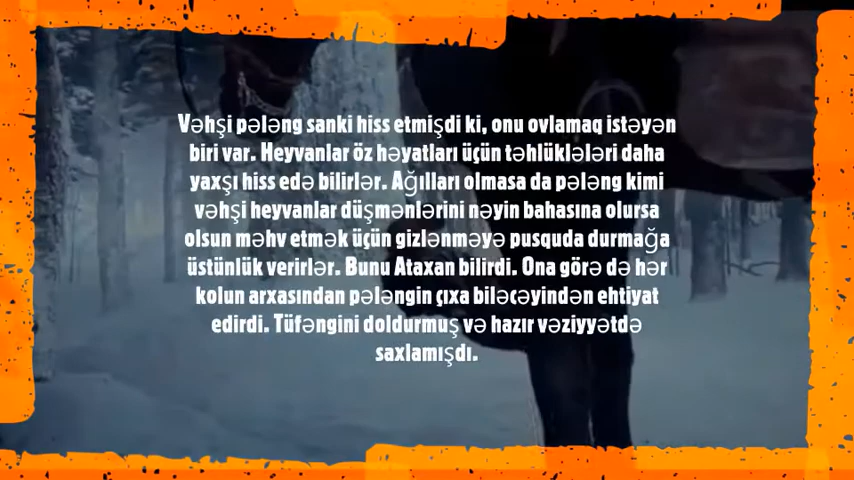 Vəhşi pələng sanki hiss etmişdi ki, onu ovlamaq istəyən
biri var. Heyvanlar öz həyatları üçün təhlüklələri daha
yaxşı hiss edə bilirlər. Ağılları olmasa da pələng kimi
vəhşi heyvanlar düşmənlərini nəyin bahasına olursa
olsun məhv etmək üçün gizlənməyə pusquda durmağa
üstünlük verirlər. Bunu Ataxan bilirdi. Ona görə də hər
kolun arxasından pələngin çıxa biləcəyindən ehtiyat
edirdi. Tüfəngini doldurmuş və hazır vəziyyətdə
saxlamışdı.